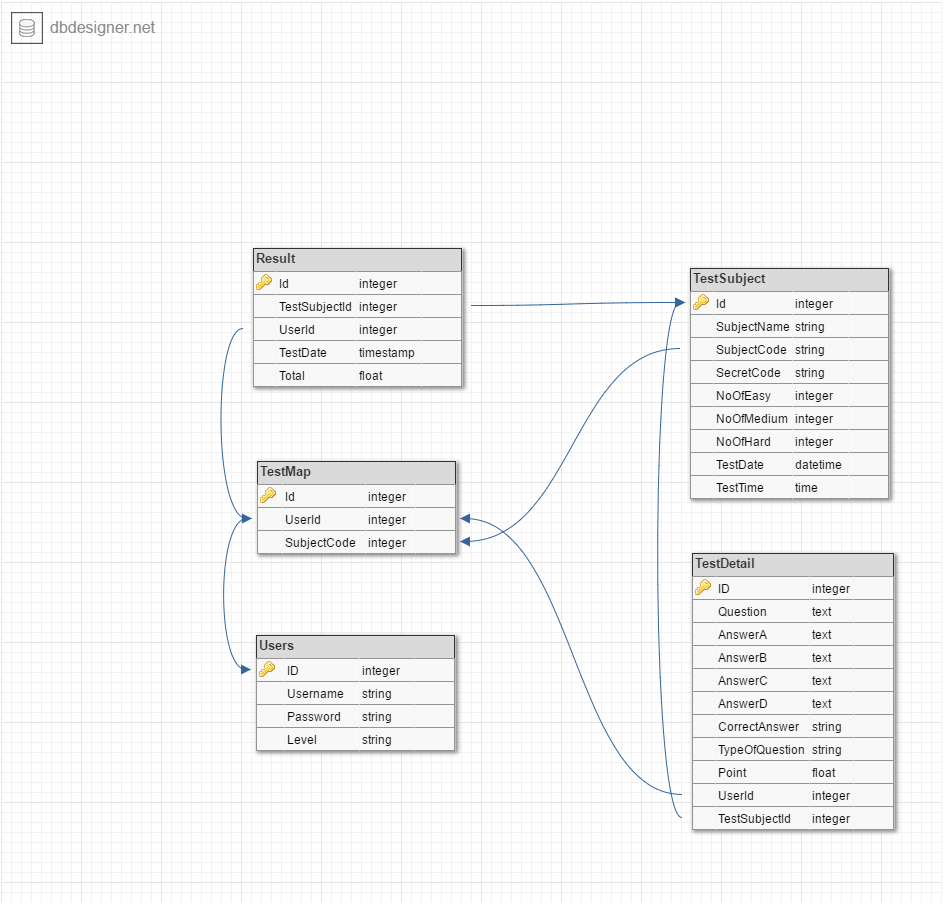 dbdesigner.net
Result
Id integer
TestSubjectId integer
UserId integer
TestDate timestamp
Total float
TestSubject
Id integer
SubjectName string
SubjectCode string
SecretCode string
NoOfEasy integer
NoOfMedium integer
NoOfHard integer
TestDate datetime
TestTime time
TestMap
Id integer
UserId integer
SubjectCode integer
Users
ID integer
Username string
Password string
Level string
TestDetail
ID integer
Question text
AnswerA text
AnswerB text
AnswerC text
AnswerD text
CorrectAnswer string
TypeOfQuestion string
Point float
UserId integer
TestSubjectId integer